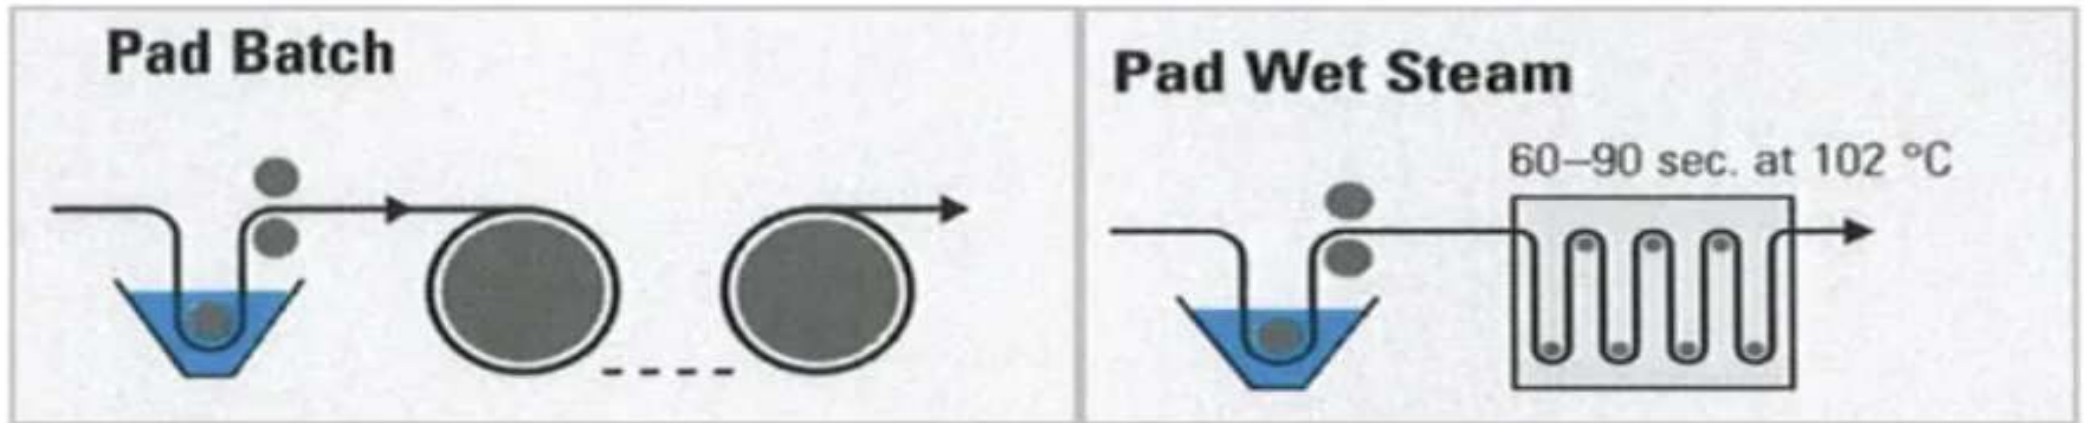 Pad Batch
Pad Wet Steam
60–90 sec. at 102 °C